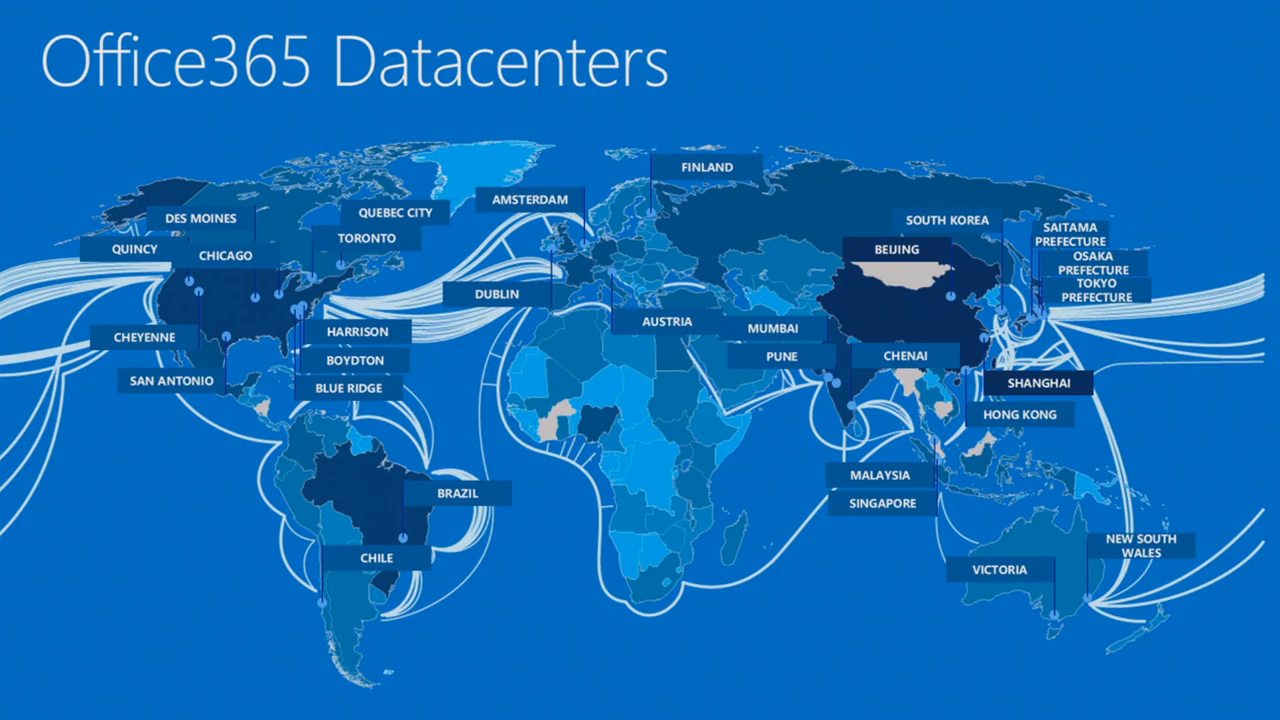 Office365 Datacenters
FINLAND
AMSTERDAM
QUEBEC CITY
DES MOINES
SOUTH KOREA
SAITAMA
PREFECTURE
TORONTO
QUINCY
CHICAGO
BEIJING
OSAKA
PREFECTURE
TOKYO
PREFECTURE
DUBLIN
AUSTRIA
MUMBAI
HARRISON
CHEYENNE
PUNE
CHENAI
BOYDTON
SAN ANTONIO
BLUE RIDGE
SHANGHAI
HONG KONG
MALAYSIA
BRAZIL
SINGAPORE
NEW SOUTH
WALES
CHILE
VICTORIA